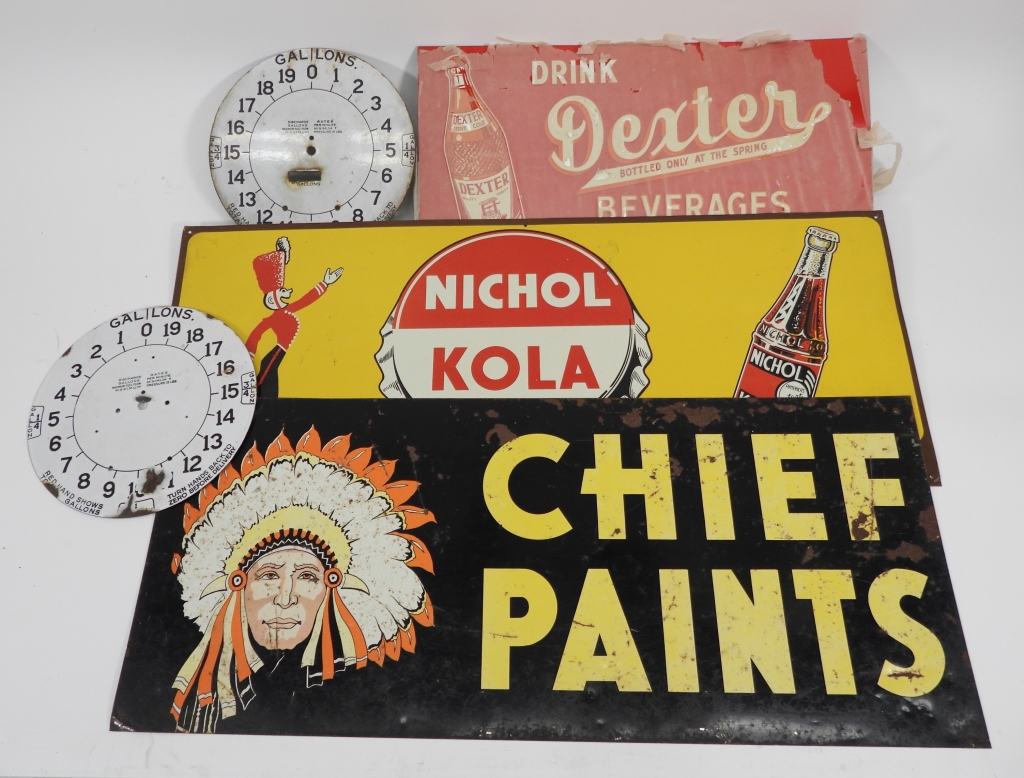 GALLONS.
0 1 2 3 4 5 6 7 8
12 13 14 15 16 17 18 19
GALLONS
DRINK
Dexter
BOTTLED ONLY AT THE SPRING
BEVERAGES
DEXTER
DEXTER
NICHOL
KOLA
NICHOL
GALLONS.
0 19 18 17 16 15 14 13 12
9 8 7 6 5 4 3 2 1
RED HAND SHOWS
GALLONS
TURN HANDS BACK TO
ZERO BEFORE DELIVERY
CHIEF
PAINTS